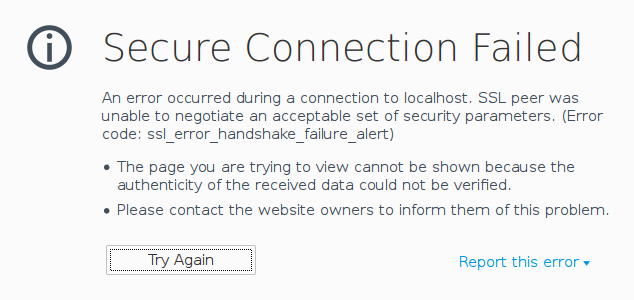 Secure Connection Failed
An error occurred during a connection to localhost. SSL peer was
unable to negotiate an acceptable set of security parameters. (Error
code: ssl_error_handshake_failure_alert)
• The page you are trying to view cannot be shown because the
authenticity of the received data could not be verified.
• Please contact the website owners to inform them of this problem.
Try Again
Report this error